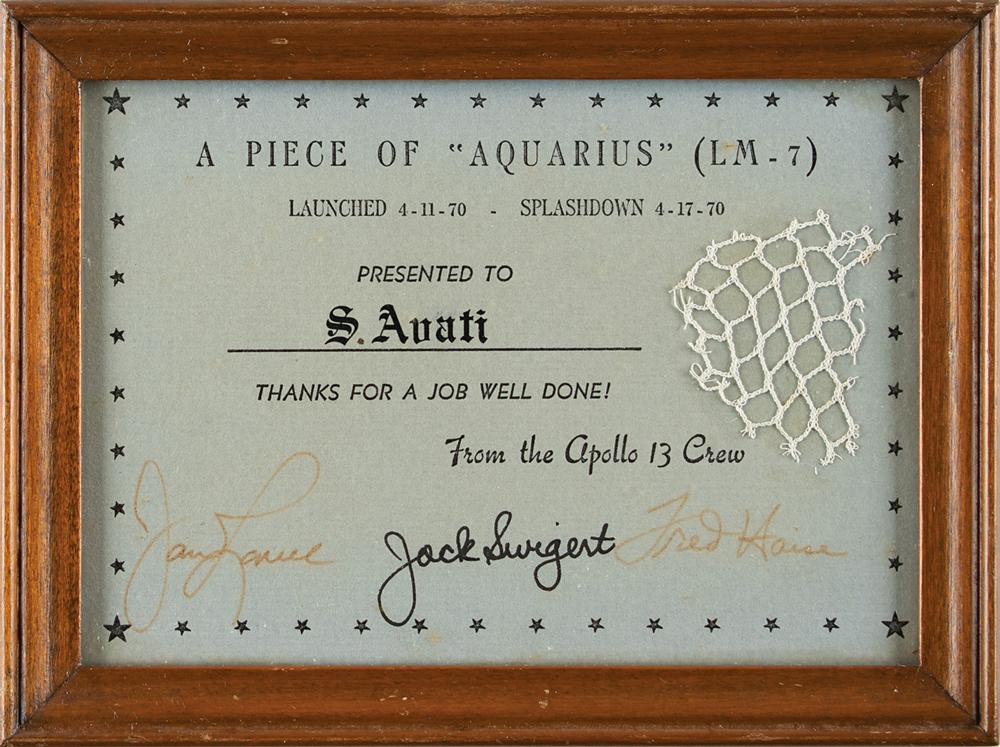 A PIECE OF "AQUARIUS" (LM - 7)
LAUNCHED 4-11-70 - SPLASHDOWN 4-17-70
PRESENTED TO
S. Avati
THANKS FOR A JOB WELL DONE!
From the Apollo 13 Crew
Jack Swigert Fred Haise